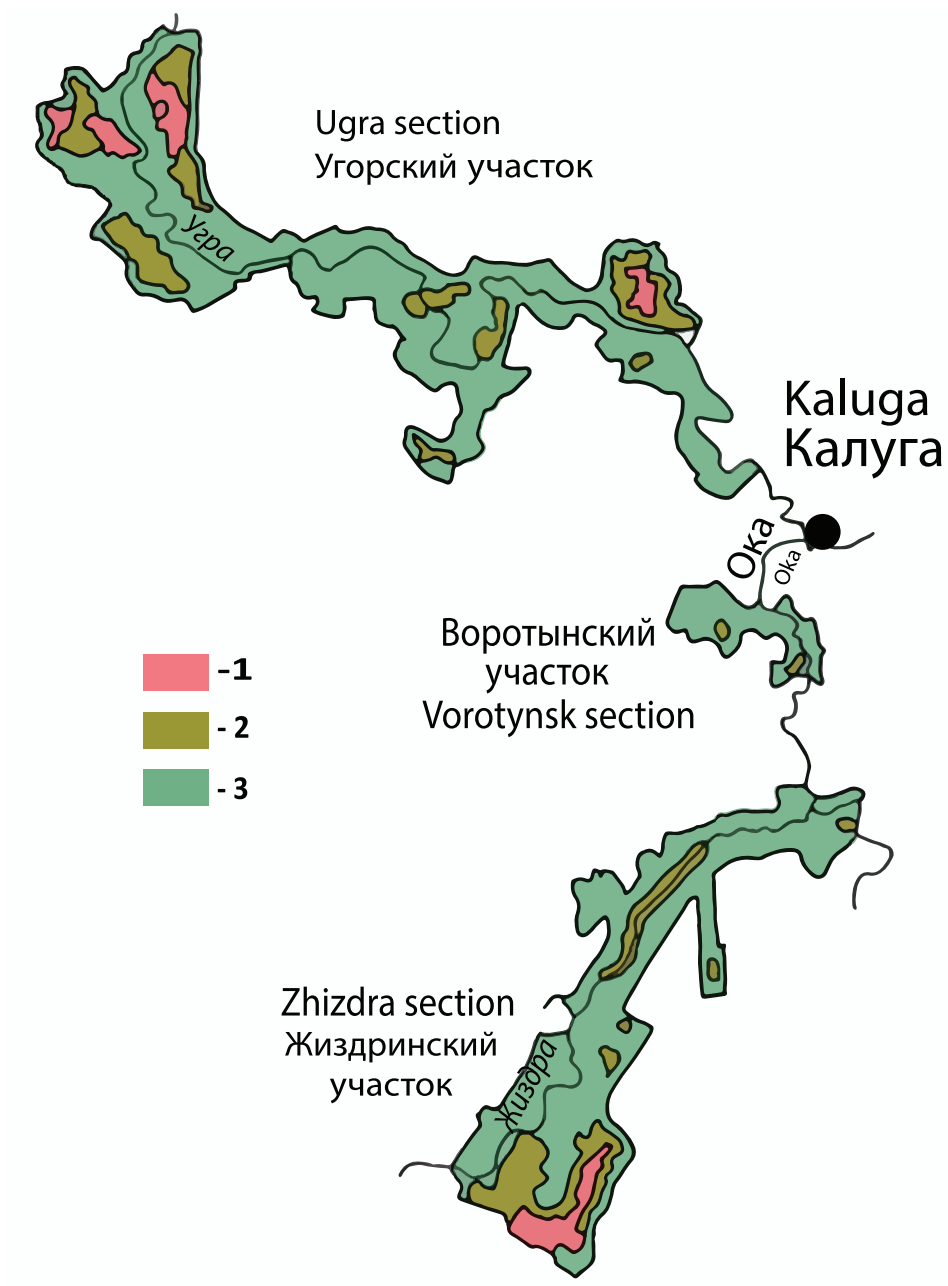 Ugra section
Угорский участок
Угра
Kaluga
Калуга
Ока
Oka
Воротынский
участок
Vorotynsk section
-1
- 2
- 3
Zhizdra section
Жиздринский
участок
Жиздра